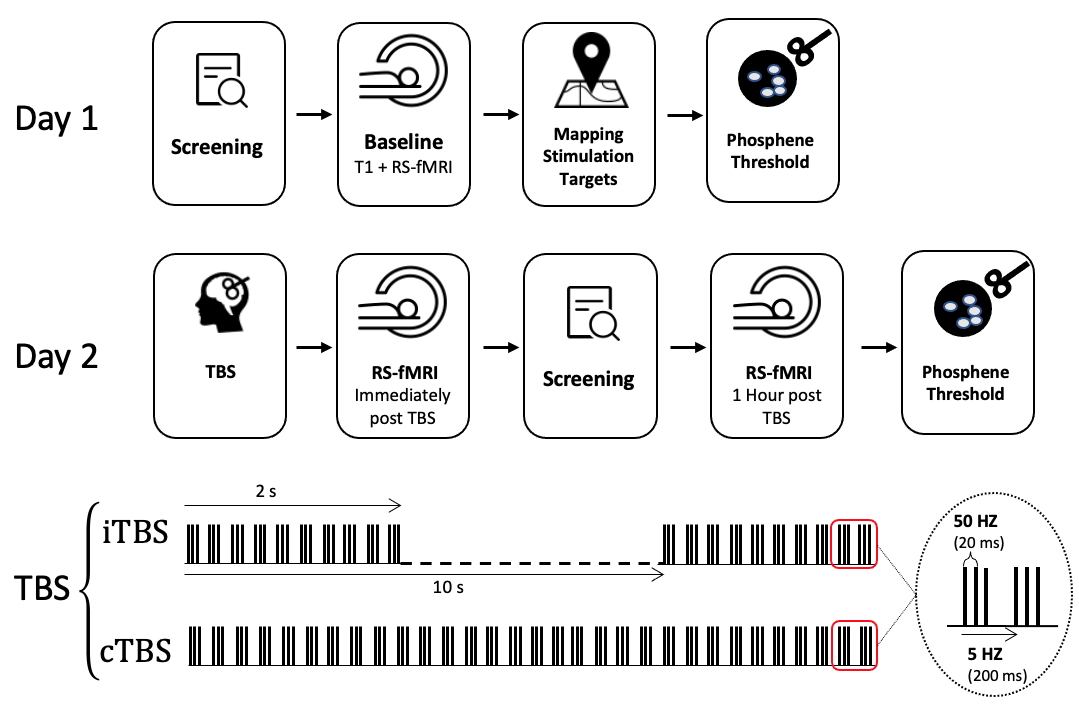 Day 1
Screening
Baseline
T1 + RS-fMRI
Mapping
Stimulation
Targets
Phosphene
Threshold
Day 2
TBS
RS-fMRI
Immediately
post TBS
Screening
RS-fMRI
1 Hour post
TBS
Phosphene
Threshold
TBS
iTBS
2 s
10 s
cTBS
50 HZ
(20 ms)
5 HZ
(200 ms)